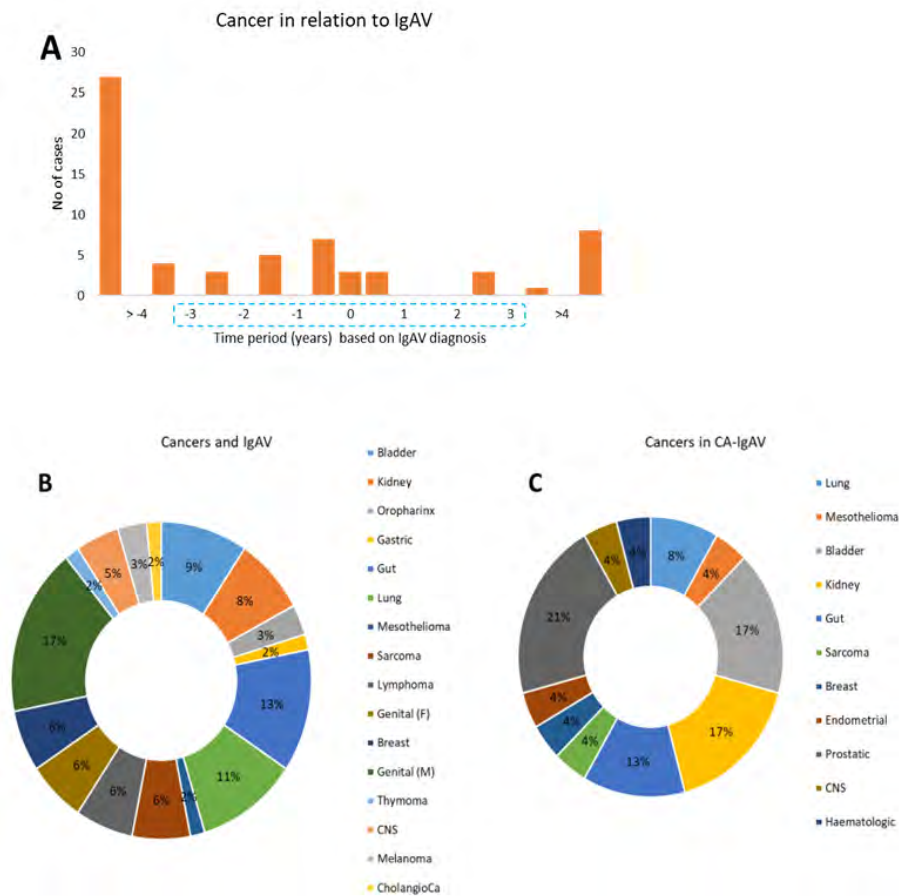 Cancer in relation to IgAV
A
30
25
20
15
10
5
0
No of cases
> -4 -3 -2 -1 0 1 2 3 >4
Time period (years) based on IgAV diagnosis
Cancers and IgAV
B
9%
8%
3%
2%
13%
11%
2%
6%
6%
6%
6%
17%
2%
5%
3%
2%
Bladder
Kidney
Oropharinx
Gastric
Gut
Lung
Mesothelioma
Sarcoma
Lymphoma
Genital (F)
Breast
Genital (M)
Thymoma
CNS
Melanoma
CholangioCa
Cancers in CA-IgAV
C
8%
4%
17%
17%
13%
4%
4%
4%
21%
4%
4%
Lung
Mesothelioma
Bladder
Kidney
Gut
Sarcoma
Breast
Endometrial
Prostatic
CNS
Haematologic